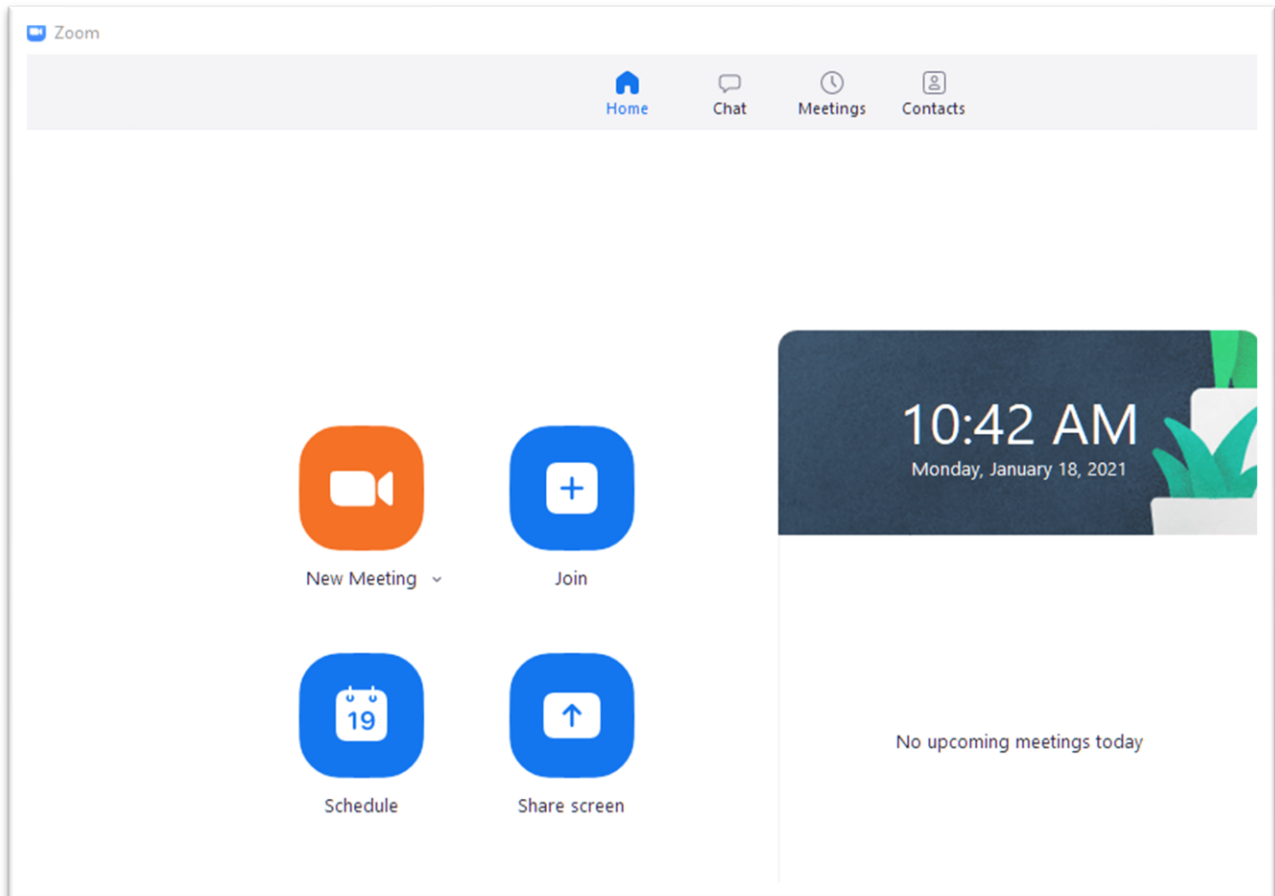 Zoom
Home
Chat
Meetings
Contacts
10:42 AM
Monday, January 18, 2021
New Meeting
Join
19
Schedule
Share screen
No upcoming meetings today